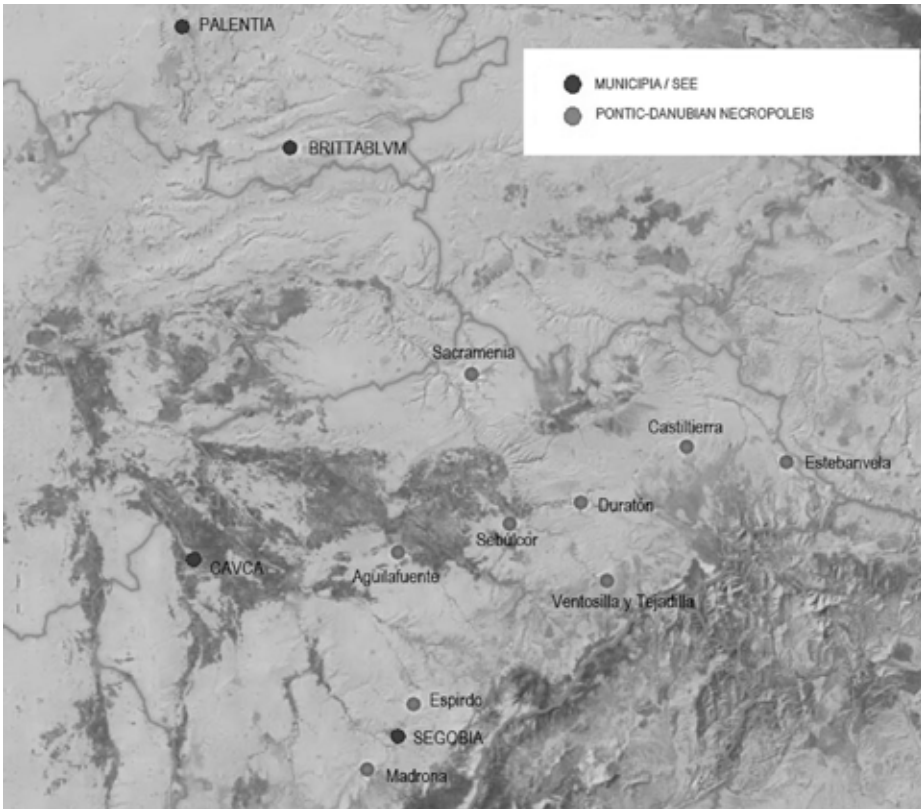 PALENTIA
MUNICIPIA / SEE
PONTIC-DANUBIAN NECROPOLEIS
BRITTABLVM
Sacramenia
Castiltierra
Estebanvela
Duratón
Sebúlcor
CAVCA
Aguilafuente
Ventosilla y Tejadilla
Espirdo
SEGOBIA
Madrona